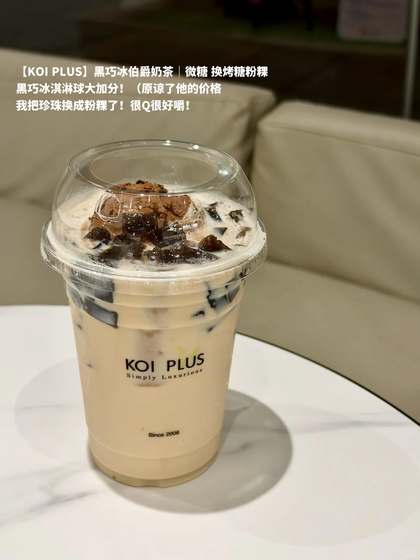 【KOI PLUS】黑巧冰伯爵奶茶｜微糖 换烤糖粉粿
黑巧冰淇淋球大加分！（原谅了他的价格
我把珍珠换成粉粿了！很Q很好嚼！
KOI PLUS
Simply Luxurious
Since 2006